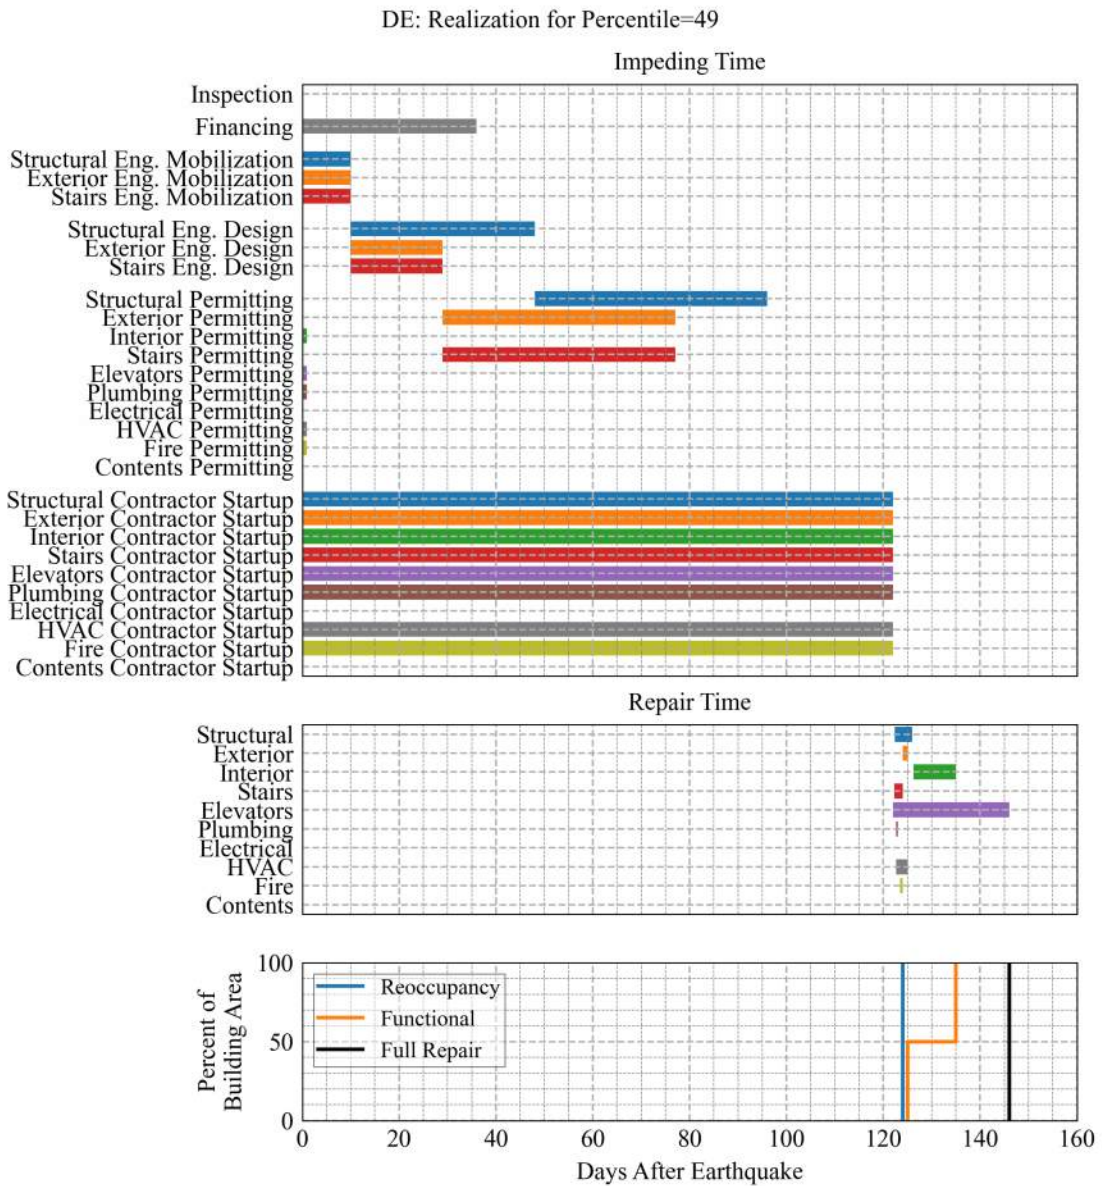 DE: Realization for Percentile=49
Impeding Time
Inspection
Financing
Structural Eng. Mobilization
Exterior Eng. Mobilization
Stairs Eng. Mobilization
Structural Eng. Design
Exterior Eng. Design
Stairs Eng. Design
Structural Permitting
Exterior Permitting
Interior Permitting
Stairs Permitting
Elevators Permitting
Plumbing Permitting
Electrical Permitting
HVAC Permitting
Fire Permitting
Contents Permitting
Structural Contractor Startup
Exterior Contractor Startup
Interior Contractor Startup
Stairs Contractor Startup
Elevators Contractor Startup
Plumbing Contractor Startup
Electrical Contractor Startup
HVAC Contractor Startup
Fire Contractor Startup
Contents Contractor Startup
Repair Time
Structural
Exterior
Interior
Stairs
Elevators
Plumbing
Electrical
HVAC
Fire
Contents
Percent of
Building Area
100
50
0
Reoccupancy
Functional
Full Repair
0 20 40 60 80 100 120 140 160
Days After Earthquake